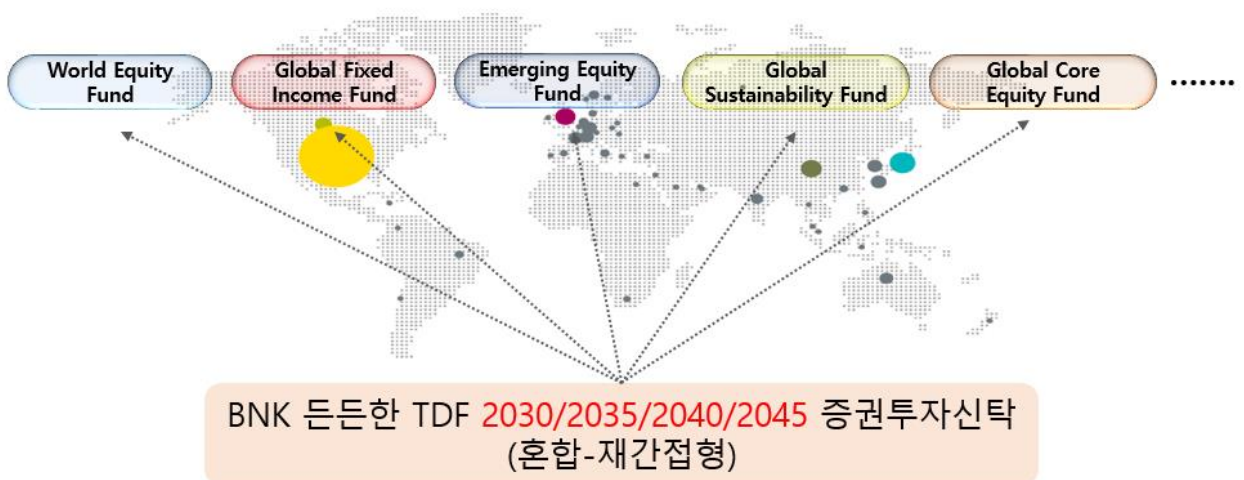 World Equity
Fund
Global Fixed
Income Fund
Emerging Equity
Fund
Global
Sustainability Fund
Global Core
Equity Fund
.......
BNK 든든한 TDF 2030/2035/2040/2045 증권투자신탁
(혼합-재간접형)